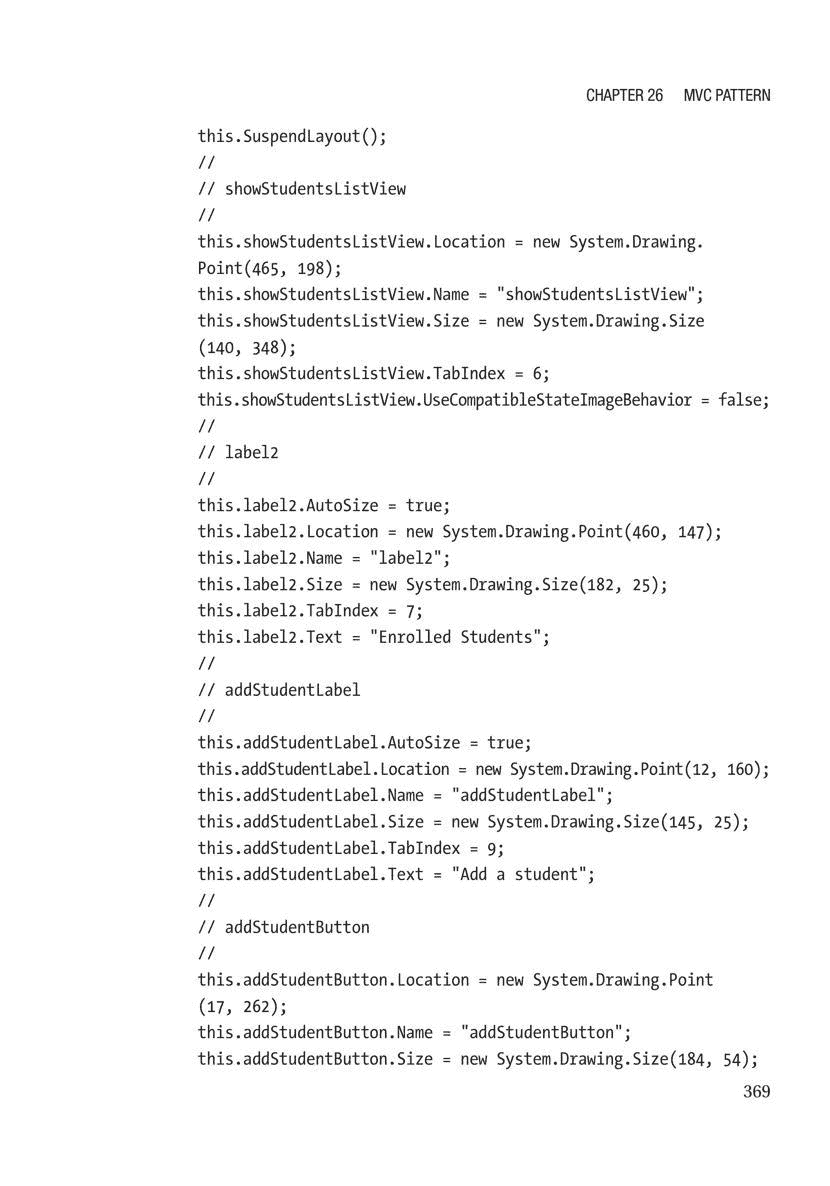 CHAPTER 26 MVC PATTERN
this.SuspendLayout();
//
// showStudentsListView
//
this.showStudentsListView.Location = new System.Drawing.
Point(465, 198);
this.showStudentsListView.Name = "showStudentsListView";
this.showStudentsListView.Size = new System.Drawing.Size
(140, 348);
this.showStudentsListView.TabIndex = 6;
this.showStudentsListView.UseCompatibleStateImageBehavior = false;
//
// label2
//
this.label2.AutoSize = true;
this.label2.Location = new System.Drawing.Point(460, 147);
this.label2.Name = "label2";
this.label2.Size = new System.Drawing.Size(182, 25);
this.label2.TabIndex = 7;
this.label2.Text = "Enrolled Students";
//
// addStudentLabel
//
this.addStudentLabel.AutoSize = true;
this.addStudentLabel.Location = new System.Drawing.Point(12, 160);
this.addStudentLabel.Name = "addStudentLabel";
this.addStudentLabel.Size = new System.Drawing.Size(145, 25);
this.addStudentLabel.TabIndex = 9;
this.addStudentLabel.Text = "Add a student";
//
// addStudentButton
//
this.addStudentButton.Location = new System.Drawing.Point
(17, 262);
this.addStudentButton.Name = "addStudentButton";
this.addStudentButton.Size = new System.Drawing.Size(184, 54);
369